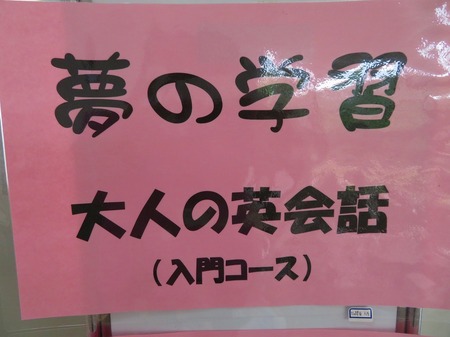 夢の学習
大人の英会話
（入門コース）